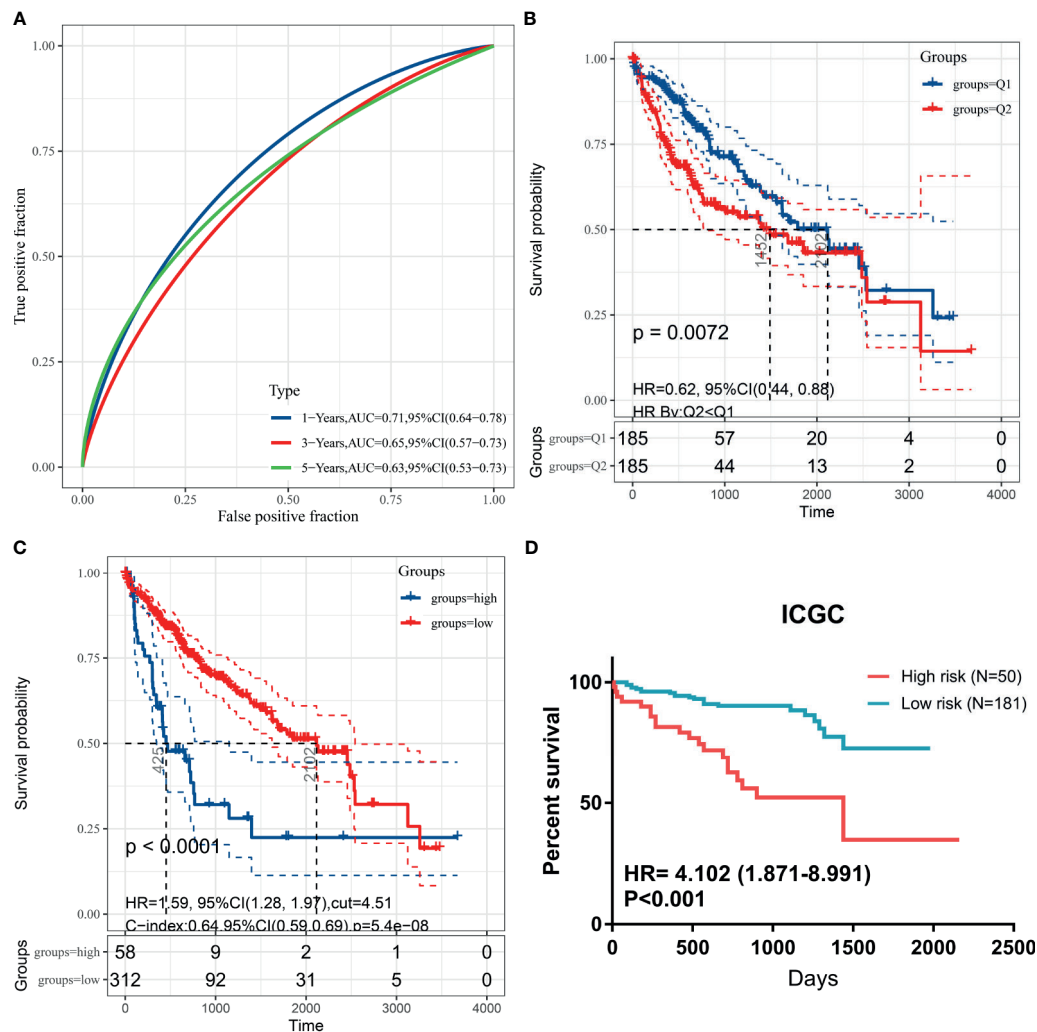 A
1.00
0.75
0.50
0.25
0.00
True positive fraction
Type
1−Years,AUC=0.71,95%CI(0.64−0.78)
3−Years,AUC=0.65,95%CI(0.57−0.73)
5−Years,AUC=0.63,95%CI(0.53−0.73)
0.00 0.25 0.50 0.75 1.00
False positive fraction
B
1.00
0.75
0.50
0.25
0.00
Survival probability
Groups
groups=Q1
groups=Q2
1452
2102
p = 0.0072
HR=0.62, 95%CI(0.44, 0.88)
HR By:Q2<Q1
Groups
groups=Q1 185 57 20 4 0
groups=Q2 185 44 13 2 0
0 1000 2000 3000 4000
Time
C
1.00
0.75
0.50
0.25
0.00
Survival probability
Groups
groups=high
groups=low
425
2102
p < 0.0001
HR=1.59, 95%CI(1.28, 1.97),cut=4.51
C−index:0.64,95%CI(0.59,0.69),p=5.4e−08
Groups
groups=high 58 9 2 1 0
groups=low 312 92 31 5 0
0 1000 2000 3000 4000
Time
D
ICGC
100
50
0
Percent survival
High risk (N=50)
Low risk (N=181)
HR= 4.102 (1.871-8.991)
P<0.001
0 500 1000 1500 2000 2500
Days